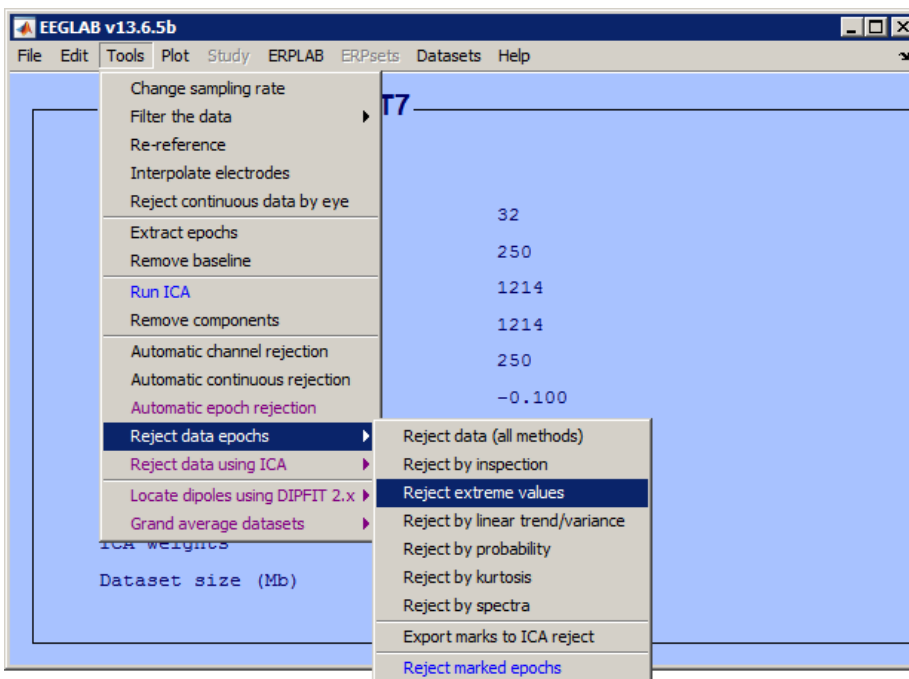 EEGLAB v13.6.5b
File Edit Tools Plot Study ERPLAB ERPsets Datasets Help
Change sampling rate
T7
Filter the data
Re-reference
Interpolate electrodes
Reject continuous data by eye
32
Extract epochs
250
Remove baseline
Run ICA
1214
Remove components
1214
Automatic channel rejection
250
Automatic continuous rejection
-0.100
Automatic epoch rejection
Reject data epochs
Reject data using ICA
Locate dipoles using DIPFIT 2.x
Grand average datasets
Reject data (all methods)
Reject by inspection
Reject extreme values
Reject by linear trend/variance
Reject by probability
Reject by kurtosis
Reject by spectra
Export marks to ICA reject
Reject marked epochs
ICA weights
Dataset size (Mb)